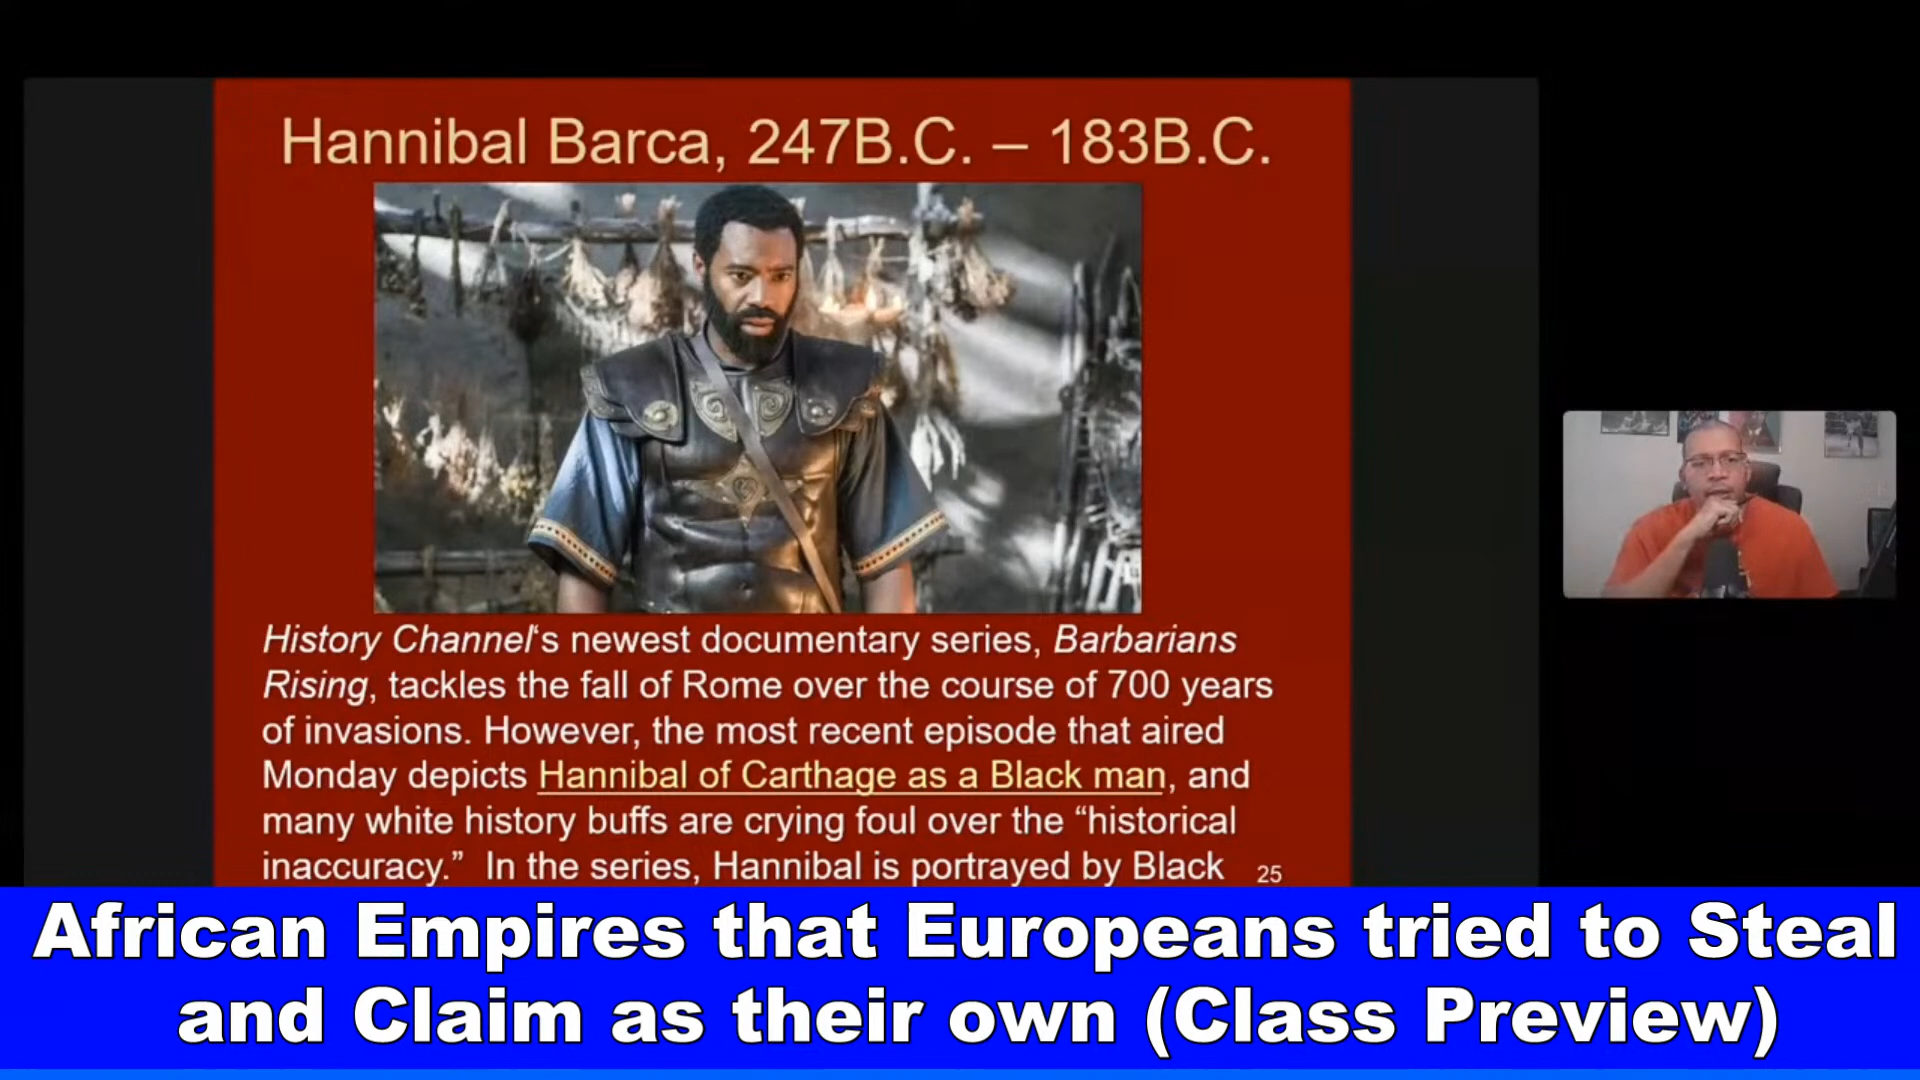 Hannibal Barca, 247B.C. – 183B.C.
History Channel‘s newest documentary series, Barbarians
Rising, tackles the fall of Rome over the course of 700 years
of invasions. However, the most recent episode that aired
Monday depicts Hannibal of Carthage as a Black man, and
many white history buffs are crying foul over the “historical
inaccuracy.” In the series, Hannibal is portrayed by Black
25
African Empires that Europeans tried to Steal
and Claim as their own (Class Preview)